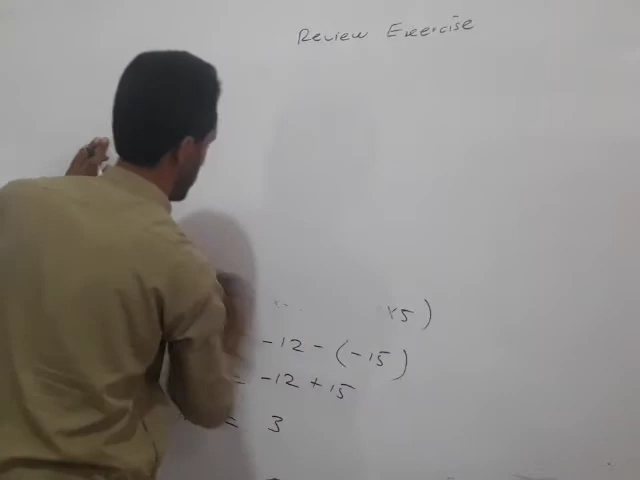 Review Exercise
×5)
-12 - (-15)
= -12 + 15
= 3